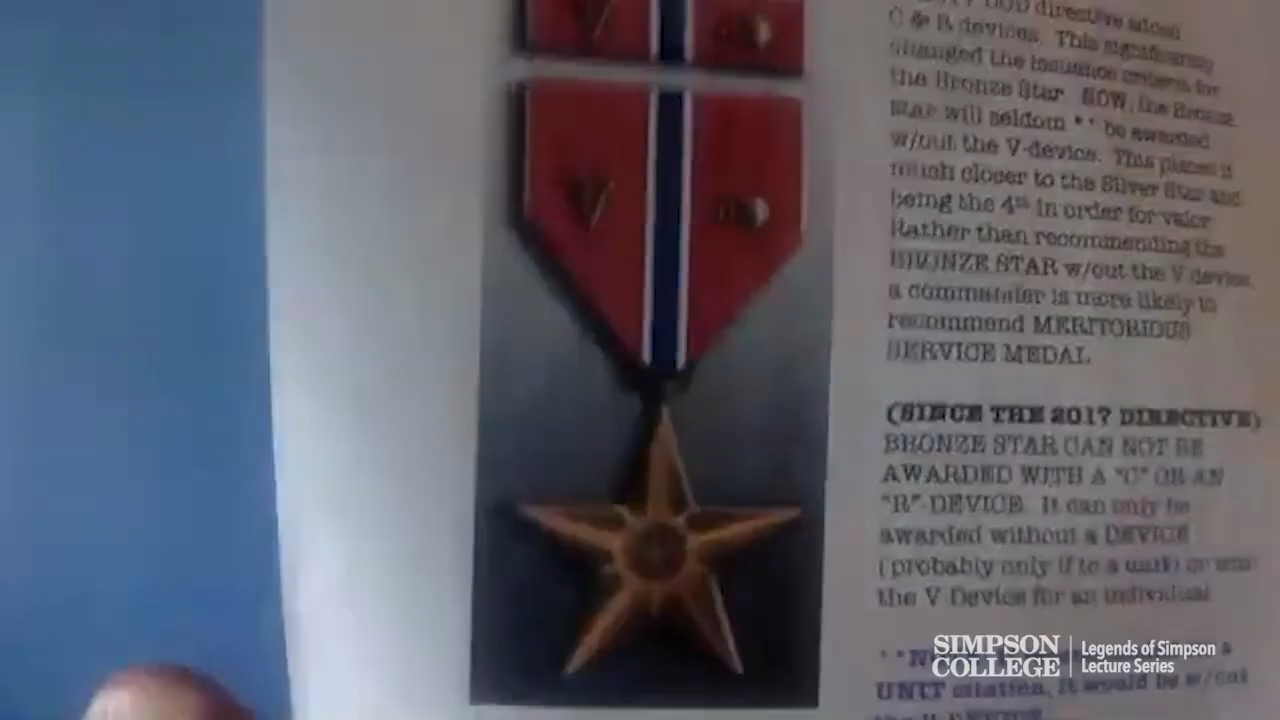 DOD directive
C & R devices. This significantly
changed the issuance criteria for
the Bronze Star. NOW, the Bronze
Star will seldom ** be awarded
w/out the V-device. This places it
much closer to the Silver Star and
being the 4th in order for valor
Rather than recommending the
BRONZE STAR w/out the V device
a commander is more likely to
recommend MERITORIOUS
SERVICE MEDAL
(SINCE THE 2017 DIRECTIVE)
BRONZE STAR CAN NOT BE
AWARDED WITH A "C" OR AN
"R"-DEVICE. It can only be
awarded without a DEVICE
(probably only if to a unit) or
the V-Device for an individual
UNIT citation, it would be w/out
SIMPSON COLLEGE
Legends of Simpson
Lecture Series